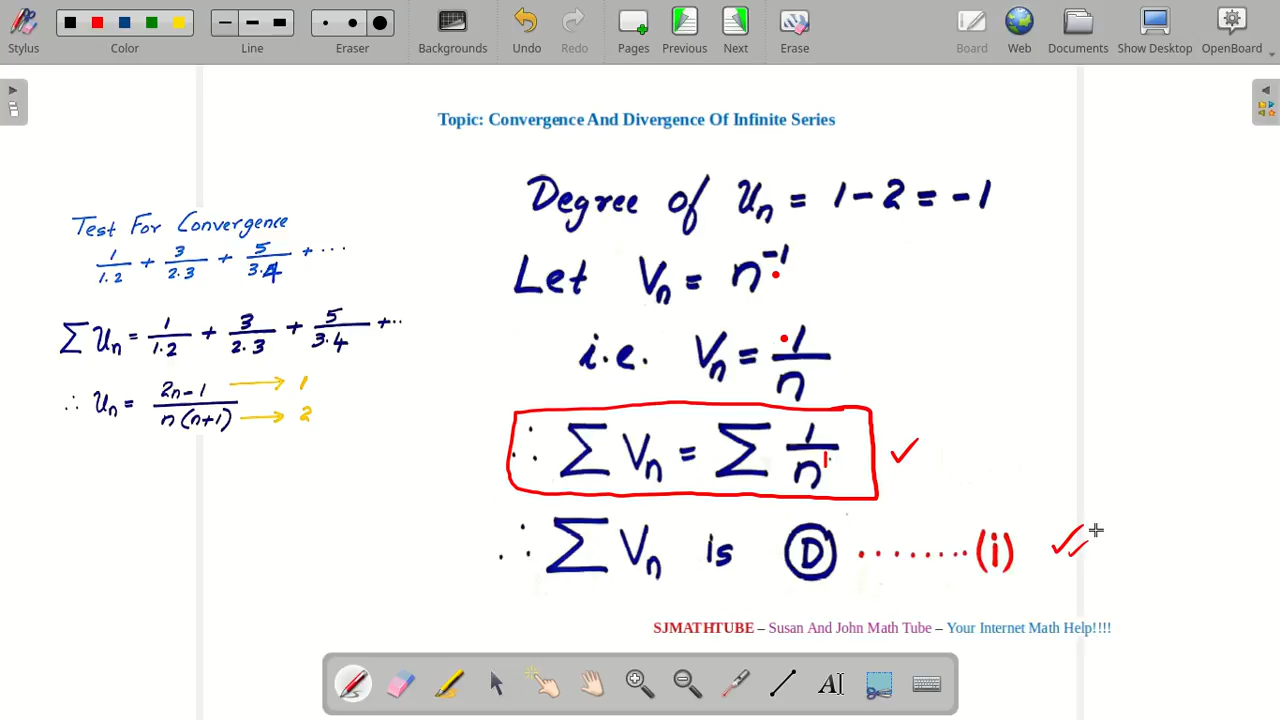 Stylus
Color
Line
Eraser
Backgrounds
Undo
Redo
Pages
Previous
Next
Erase
Board
Web
Documents
Show Desktop
OpenBoard
Topic: Convergence And Divergence Of Infinite Series
Test For Convergence
1/1.2 + 3/2.3 + 5/3.4 + ...
∑ Un = 1/1.2 + 3/2.3 + 5/3.4 + ..
∴ Un = (2n-1)/(n(n+1)) → 1 → 2
Degree of Un = 1 - 2 = -1
Let Vn = n^-1
i.e. Vn = 1/n
∴ ∑ Vn = ∑ 1/n^1 ✓
∴ ∑ Vn is Ⓓ ........(i) ✓
SJMATHTUBE – Susan And John Math Tube – Your Internet Math Help!!!!
AI